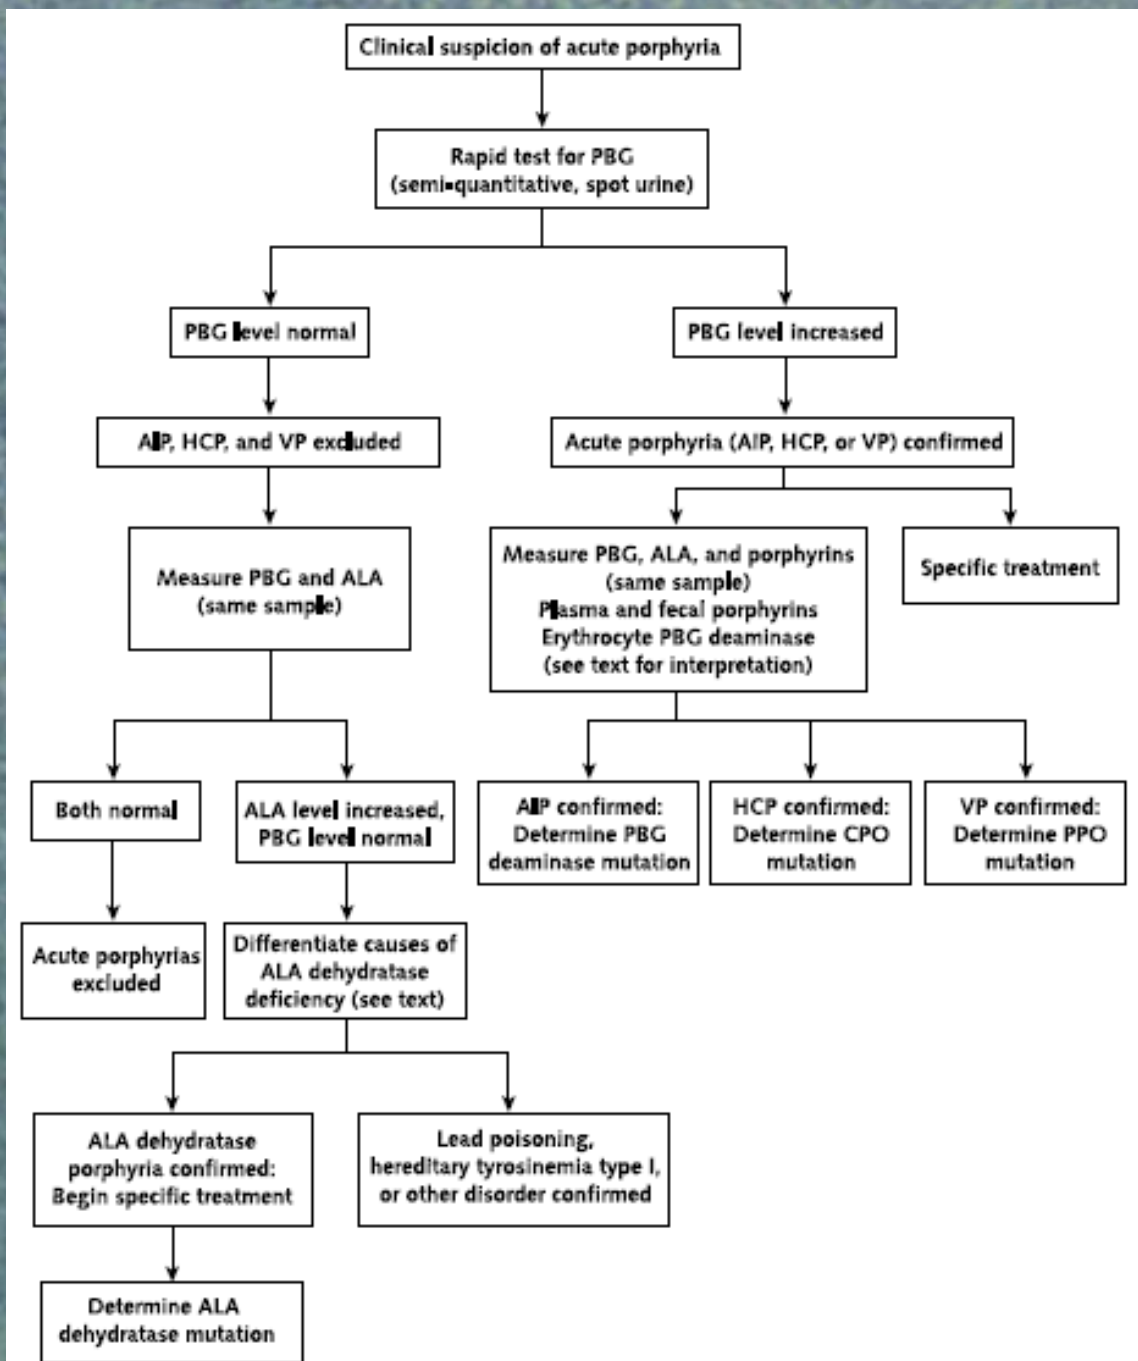 Clinical suspicion of acute porphyria
Rapid test for PBG
(semi-quantitative, spot urine)
PBG level normal
PBG level increased
AIP, HCP, and VP excluded
Acute porphyria (AIP, HCP, or VP) confirmed
Measure PBG and ALA
(same sample)
Measure PBG, ALA, and porphyrins
(same sample)
Plasma and fecal porphyrins
Erythrocyte PBG deaminase
(see text for interpretation)
Specific treatment
Both normal
ALA level increased,
PBG level normal
AIP confirmed:
Determine PBG
deaminase mutation
HCP confirmed:
Determine CPO
mutation
VP confirmed:
Determine PPO
mutation
Acute porphyrias
excluded
Differentiate causes of
ALA dehydratase
deficiency (see text)
ALA dehydratase
porphyria confirmed:
Begin specific treatment
Lead poisoning,
hereditary tyrosinemia type I,
or other disorder confirmed
Determine ALA
dehydratase mutation